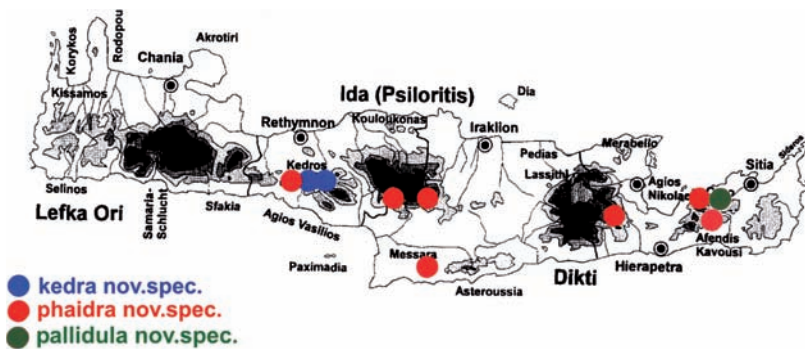 Korykos
Rodopou
Akrotiri
Chania
Kissamos
Ida (Psiloritis)
Dia
Rethymnon
Kouloukonas
Iraklion
Merabello
Pedias
Sideros
Sitia
Kedros
Lassithi
Agios
Nikolaos
Selinos
Samaria-
Schlucht
Sfakia
Lefka Ori
Agios Vasilios
Afendis
Kavousi
Messara
Paximadia
Dikti
Hierapetra
Asteroussia
kedra nov.spec.
phaidra nov.spec.
pallidula nov.spec.